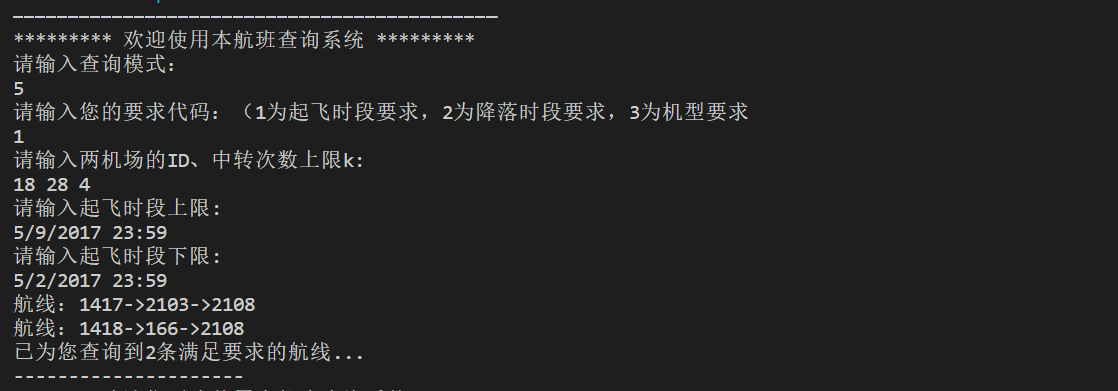 ____________________________________________
********* 欢迎使用本航班查询系统 *********
请输入查询模式：
5
请输入您的要求代码：（1为起飞时段要求，2为降落时段要求，3为机型要求
1
请输入两机场的ID、中转次数上限k:
18 28 4
请输入起飞时段上限:
5/9/2017 23:59
请输入起飞时段下限:
5/2/2017 23:59
航线：1417->2103->2108
航线：1418->166->2108
已为您查询到2条满足要求的航线...
---------------------